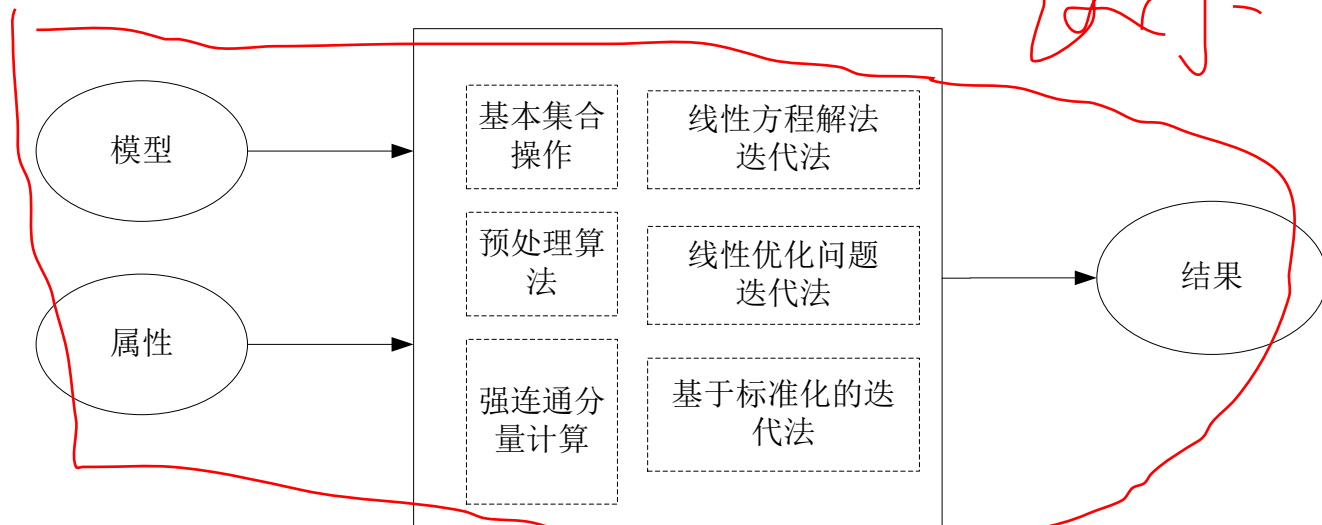 模型
属性
基本集合
操作
线性方程解法
迭代法
预处理算
法
线性优化问题
迭代法
强连通分
量计算
基于标准化的迭
代法
结果